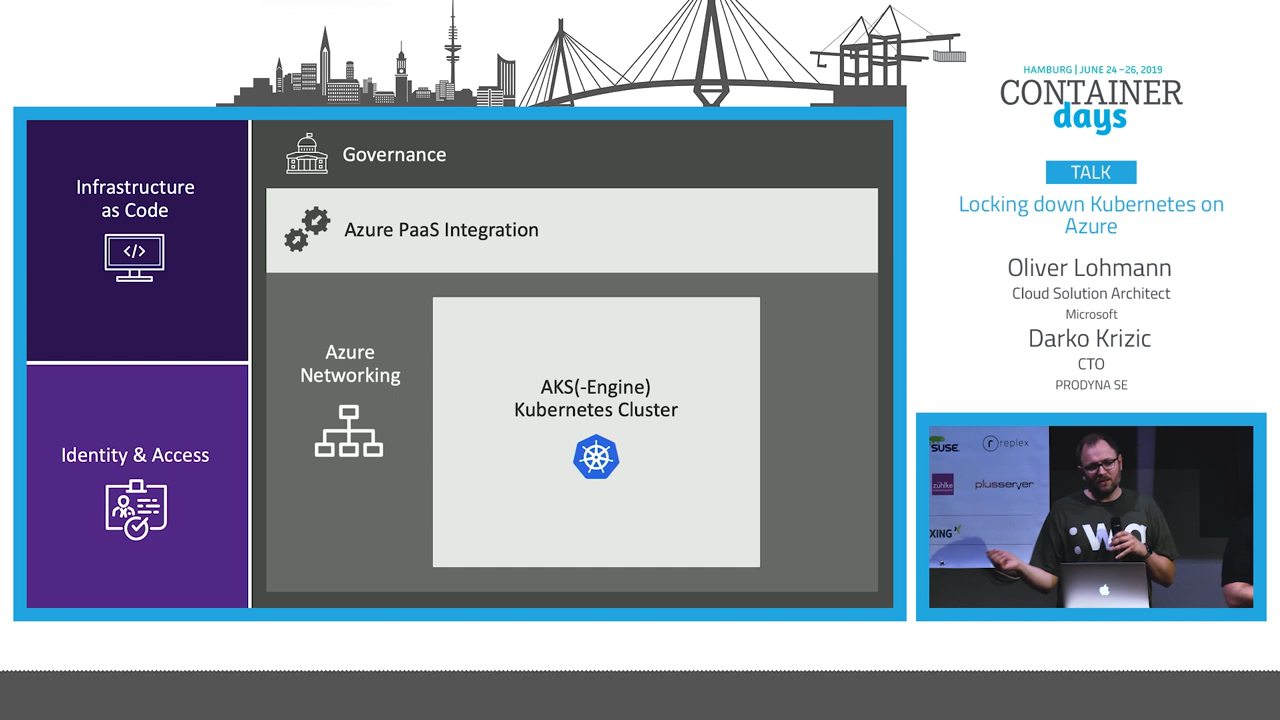 HAMBURG | JUNE 24 – 26, 2019
CONTAINER
days
TALK
Locking down Kubernetes on
Azure
Oliver Lohmann
Cloud Solution Architect
Microsoft
Darko Krizic
CTO
PRODYNA SE
Infrastructure
as Code
</>
Identity & Access
Governance
Azure PaaS Integration
Azure
Networking
AKS(-Engine)
Kubernetes Cluster
SUSE
replex
zühlke
plusserver
XING